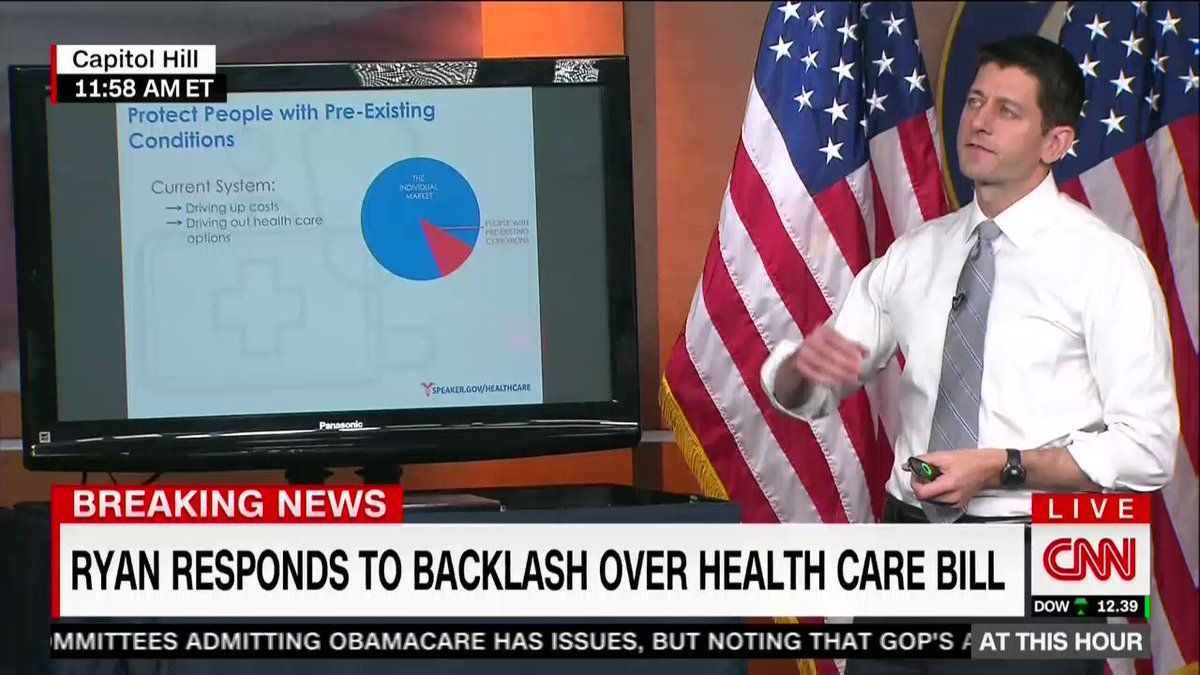 Capitol Hill
11:58 AM ET
Protect People with Pre-Existing
Conditions
Current System:
→ Driving up costs
→ Driving out health care
options
THE
INDIVIDUAL
MARKET
PEOPLE WITH
PRE-EXISTING
CONDITIONS
SPEAKER.GOV/HEALTHCARE
Panasonic
BREAKING NEWS
RYAN RESPONDS TO BACKLASH OVER HEALTH CARE BILL
LIVE
CNN
DOW 12.39
OMMITTEES ADMITTING OBAMACARE HAS ISSUES, BUT NOTING THAT GOP'S A
AT THIS HOUR